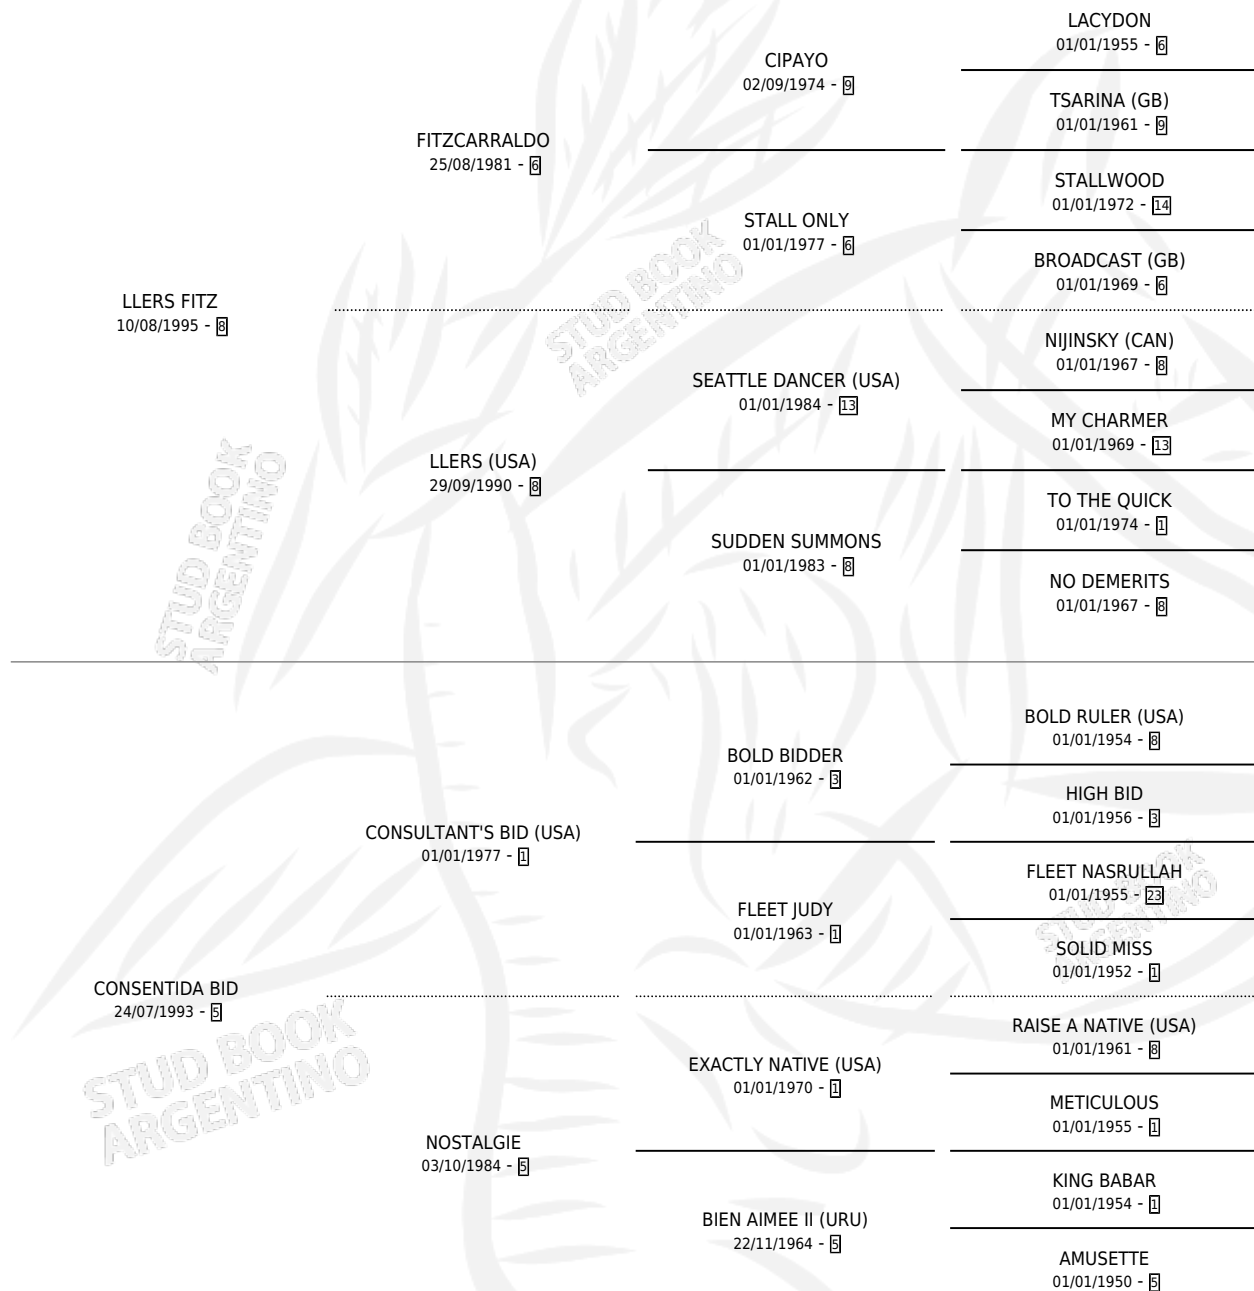 LACYDON
01/01/1955 - 6
CIPAYO
02/09/1974 - 9
TSARINA (GB)
01/01/1961 - 9
FITZCARRALDO
25/08/1981 - 6
STALLWOOD
01/01/1972 - 14
STALL ONLY
01/01/1977 - 6
BROADCAST (GB)
01/01/1969 - 6
LLERS FITZ
10/08/1995 - 8
NIJINSKY (CAN)
01/01/1967 - 8
SEATTLE DANCER (USA)
01/01/1984 - 13
MY CHARMER
01/01/1969 - 13
LLERS (USA)
29/09/1990 - 8
TO THE QUICK
01/01/1974 - 1
SUDDEN SUMMONS
01/01/1983 - 8
NO DEMERITS
01/01/1967 - 8
BOLD RULER (USA)
01/01/1954 - 8
BOLD BIDDER
01/01/1962 - 3
HIGH BID
01/01/1956 - 3
CONSULTANT'S BID (USA)
01/01/1977 - 1
FLEET NASRULLAH
01/01/1955 - 23
FLEET JUDY
01/01/1963 - 1
SOLID MISS
01/01/1952 - 1
CONSENTIDA BID
24/07/1993 - 5
RAISE A NATIVE (USA)
01/01/1961 - 8
EXACTLY NATIVE (USA)
01/01/1970 - 1
METICULOUS
01/01/1955 - 1
NOSTALGIE
03/10/1984 - 5
KING BABAR
01/01/1954 - 1
BIEN AIMEE II (URU)
22/11/1964 - 5
AMUSETTE
01/01/1950 - 5
STUD BOOK
ARGENTINO
STUD BOOK
ARGENTINO
STUD BOOK
ARGENTINO
STUD BOOK
ARGENTINO